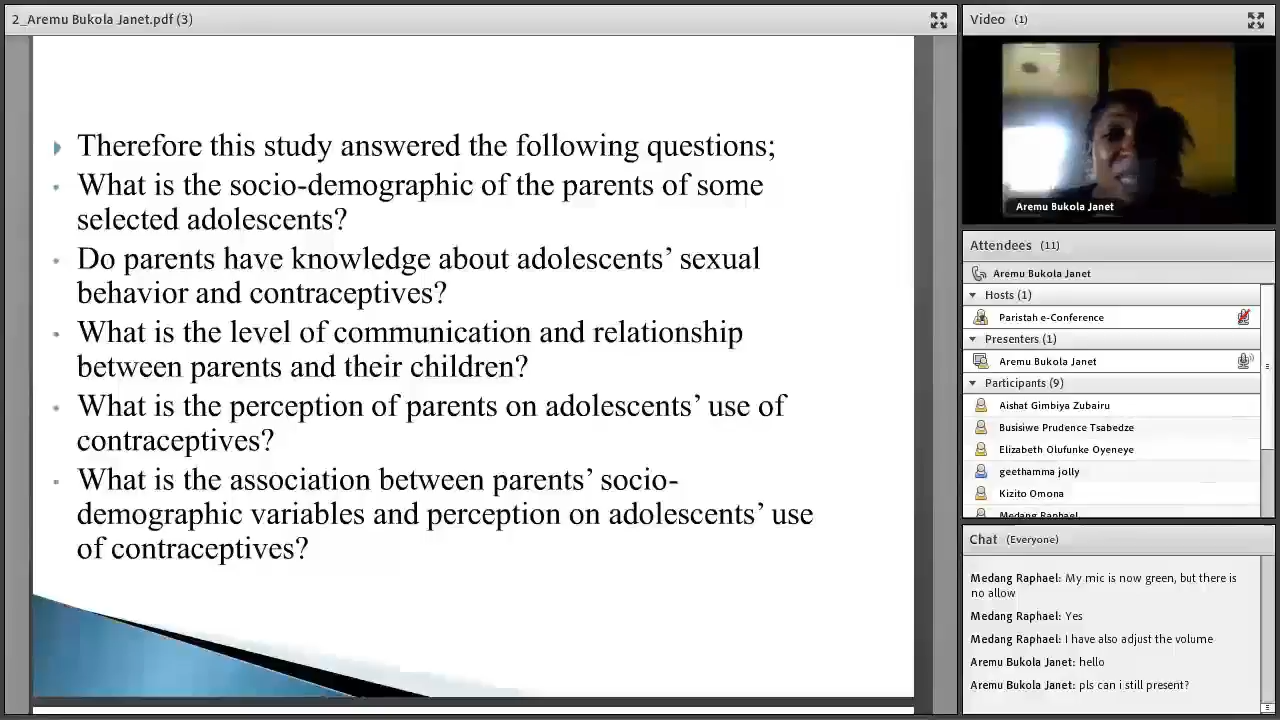 2_Aremu Bukola Janet.pdf (3)
Therefore this study answered the following questions;
What is the socio-demographic of the parents of some
selected adolescents?
Do parents have knowledge about adolescents’ sexual
behavior and contraceptives?
What is the level of communication and relationship
between parents and their children?
What is the perception of parents on adolescents’ use of
contraceptives?
What is the association between parents’ socio-
demographic variables and perception on adolescents’ use
of contraceptives?
Video (1)
Aremu Bukola Janet
Attendees (11)
Aremu Bukola Janet
Hosts (1)
Paristah e-Conference
Presenters (1)
Aremu Bukola Janet
Participants (9)
Aishat Gimbiya Zubairu
Busisiwe Prudence Tsabedze
Elizabeth Olufunke Oyeneye
geethamma jolly
Kizito Omona
Medang Raphael
Chat (Everyone)
Medang Raphael: My mic is now green, but there is
no allow
Medang Raphael: Yes
Medang Raphael: I have also adjust the volume
Aremu Bukola Janet: hello
Aremu Bukola Janet: pls can i still present?